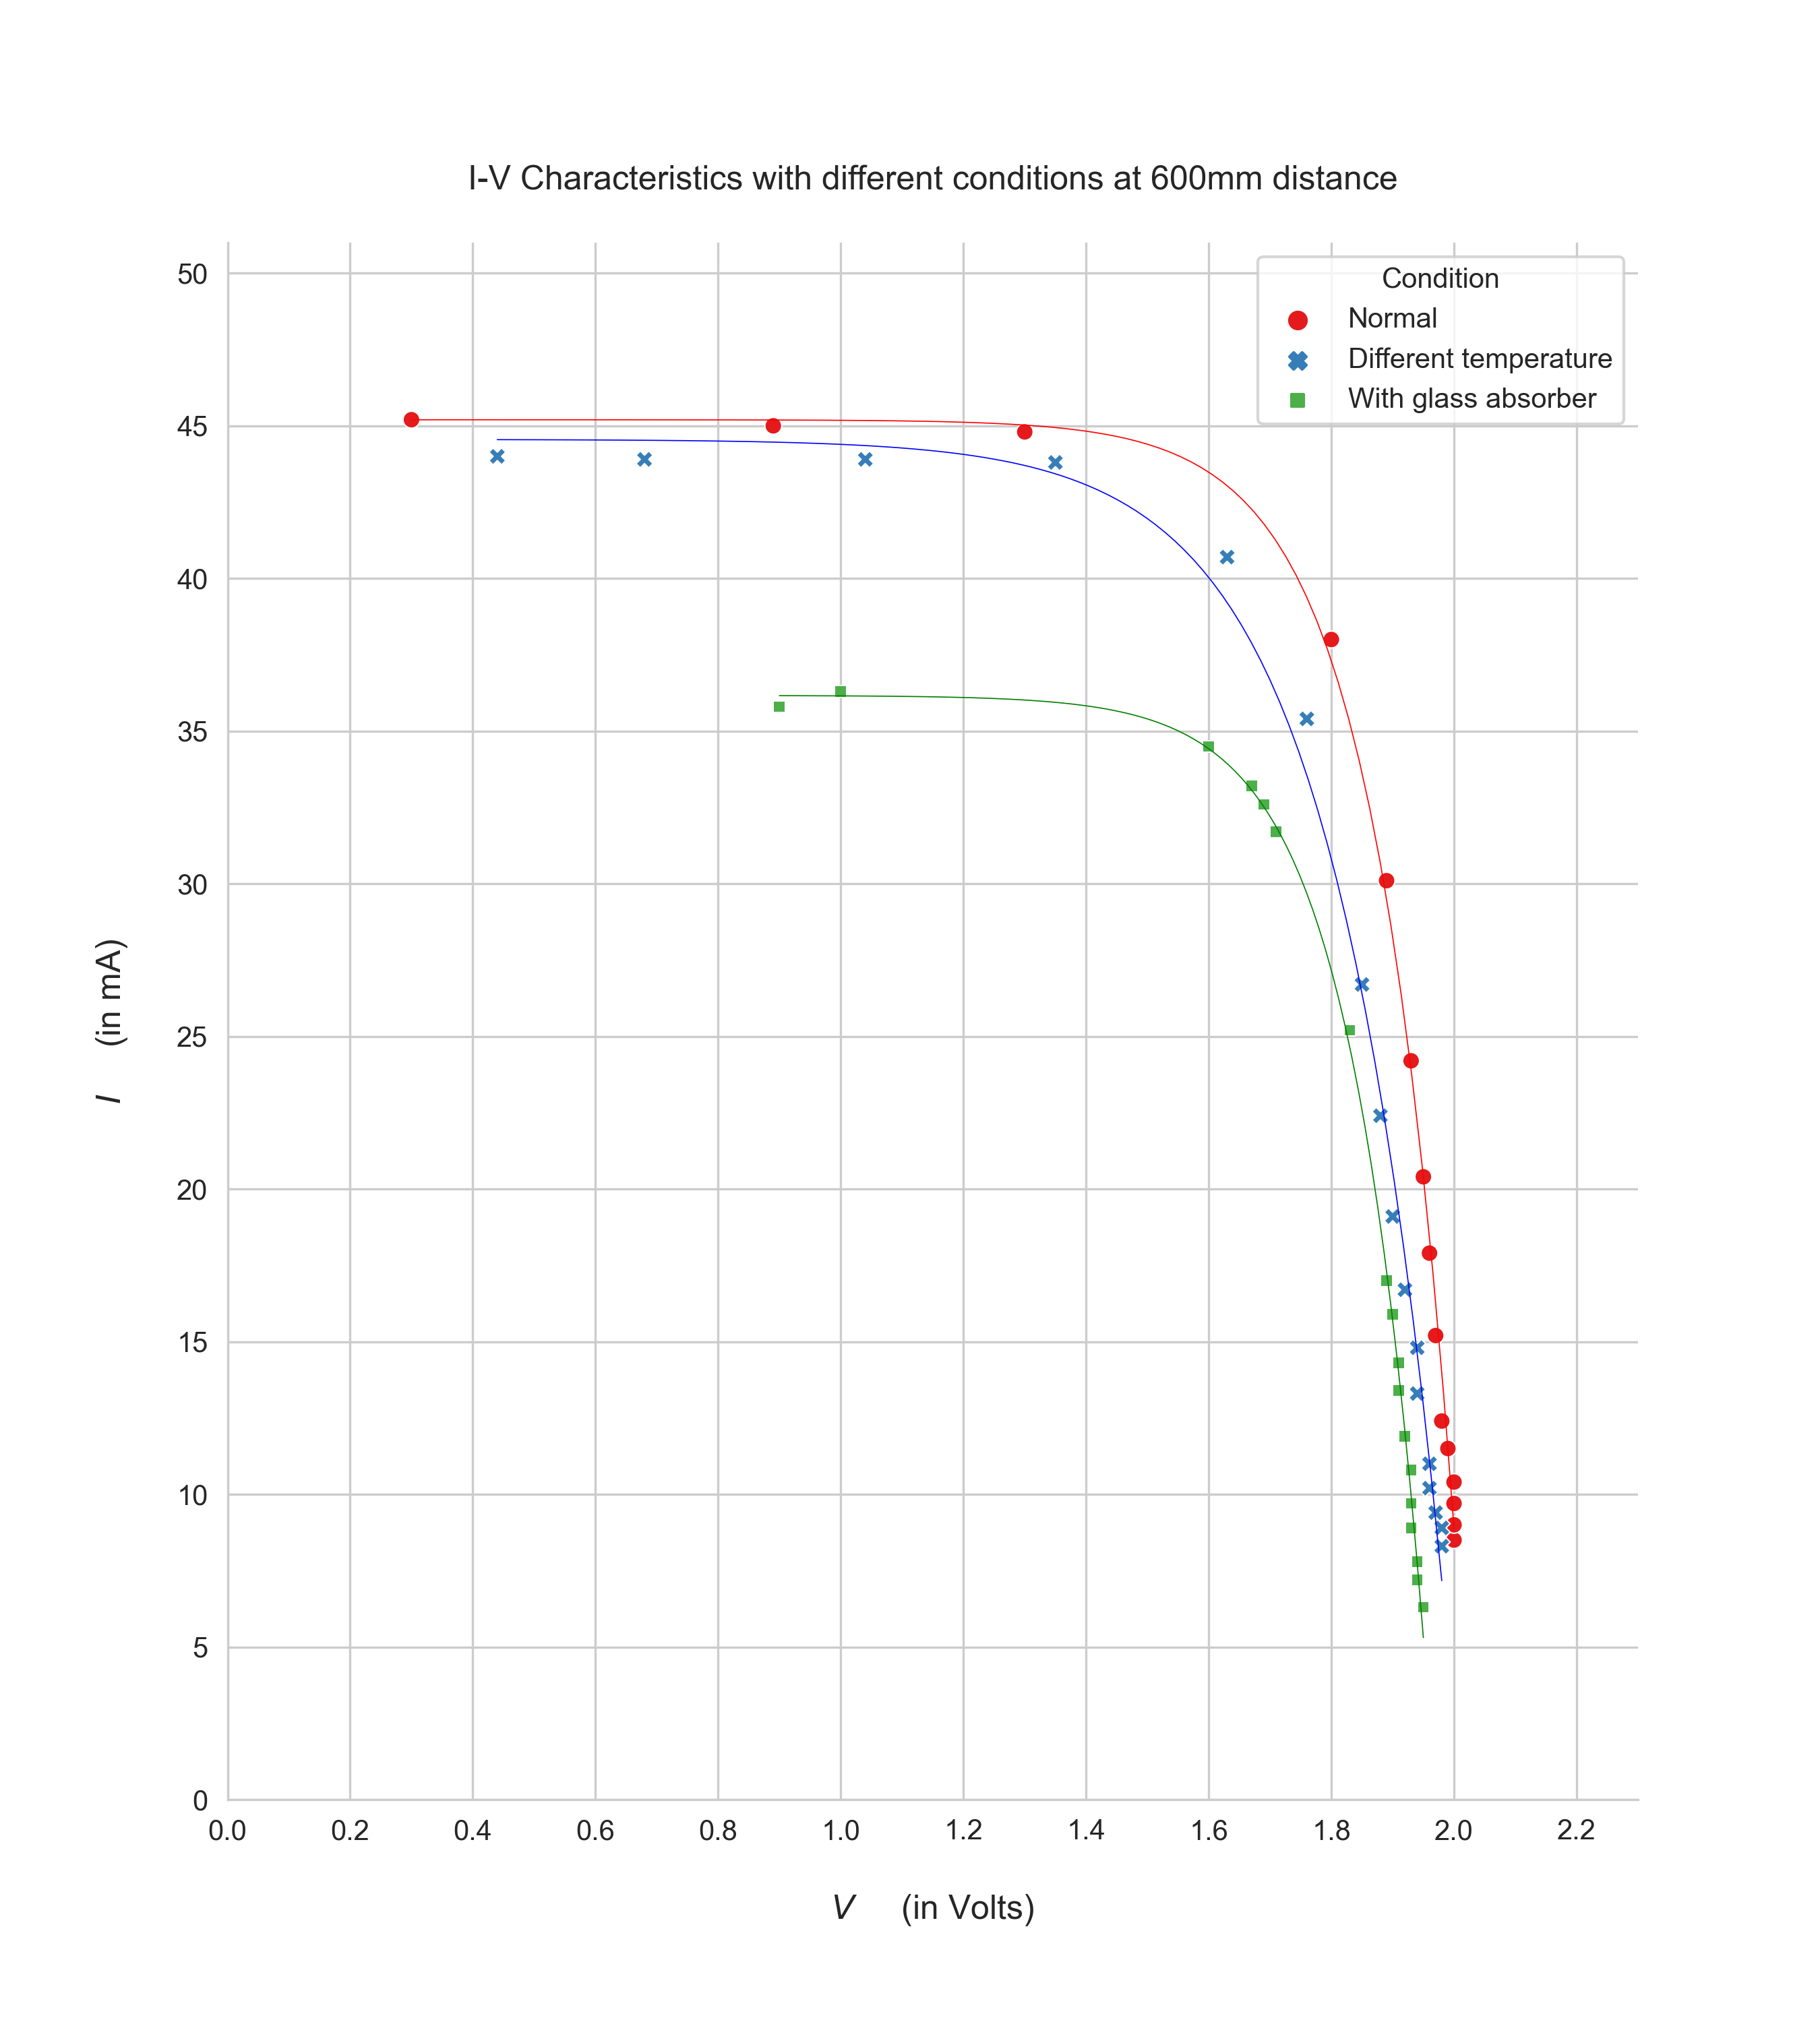 I-V Characteristics with different conditions at 600mm distance
Condition
Normal
Different temperature
With glass absorber
50
45
40
35
30
25
20
15
10
5
0
I (in mA)
0.0 0.2 0.4 0.6 0.8 1.0 1.2 1.4 1.6 1.8 2.0 2.2
V (in Volts)